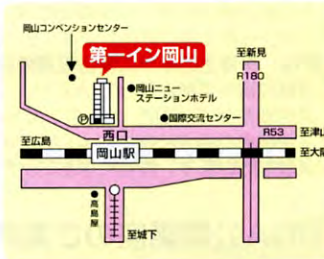 岡山コンベンションセンター
第一イン岡山
至新見
R180
●岡山ニュー
ステーションホテル
●国際交流センター
P
西口
R53
至津山
至広島
岡山駅
至大阪
●高島屋
至城下